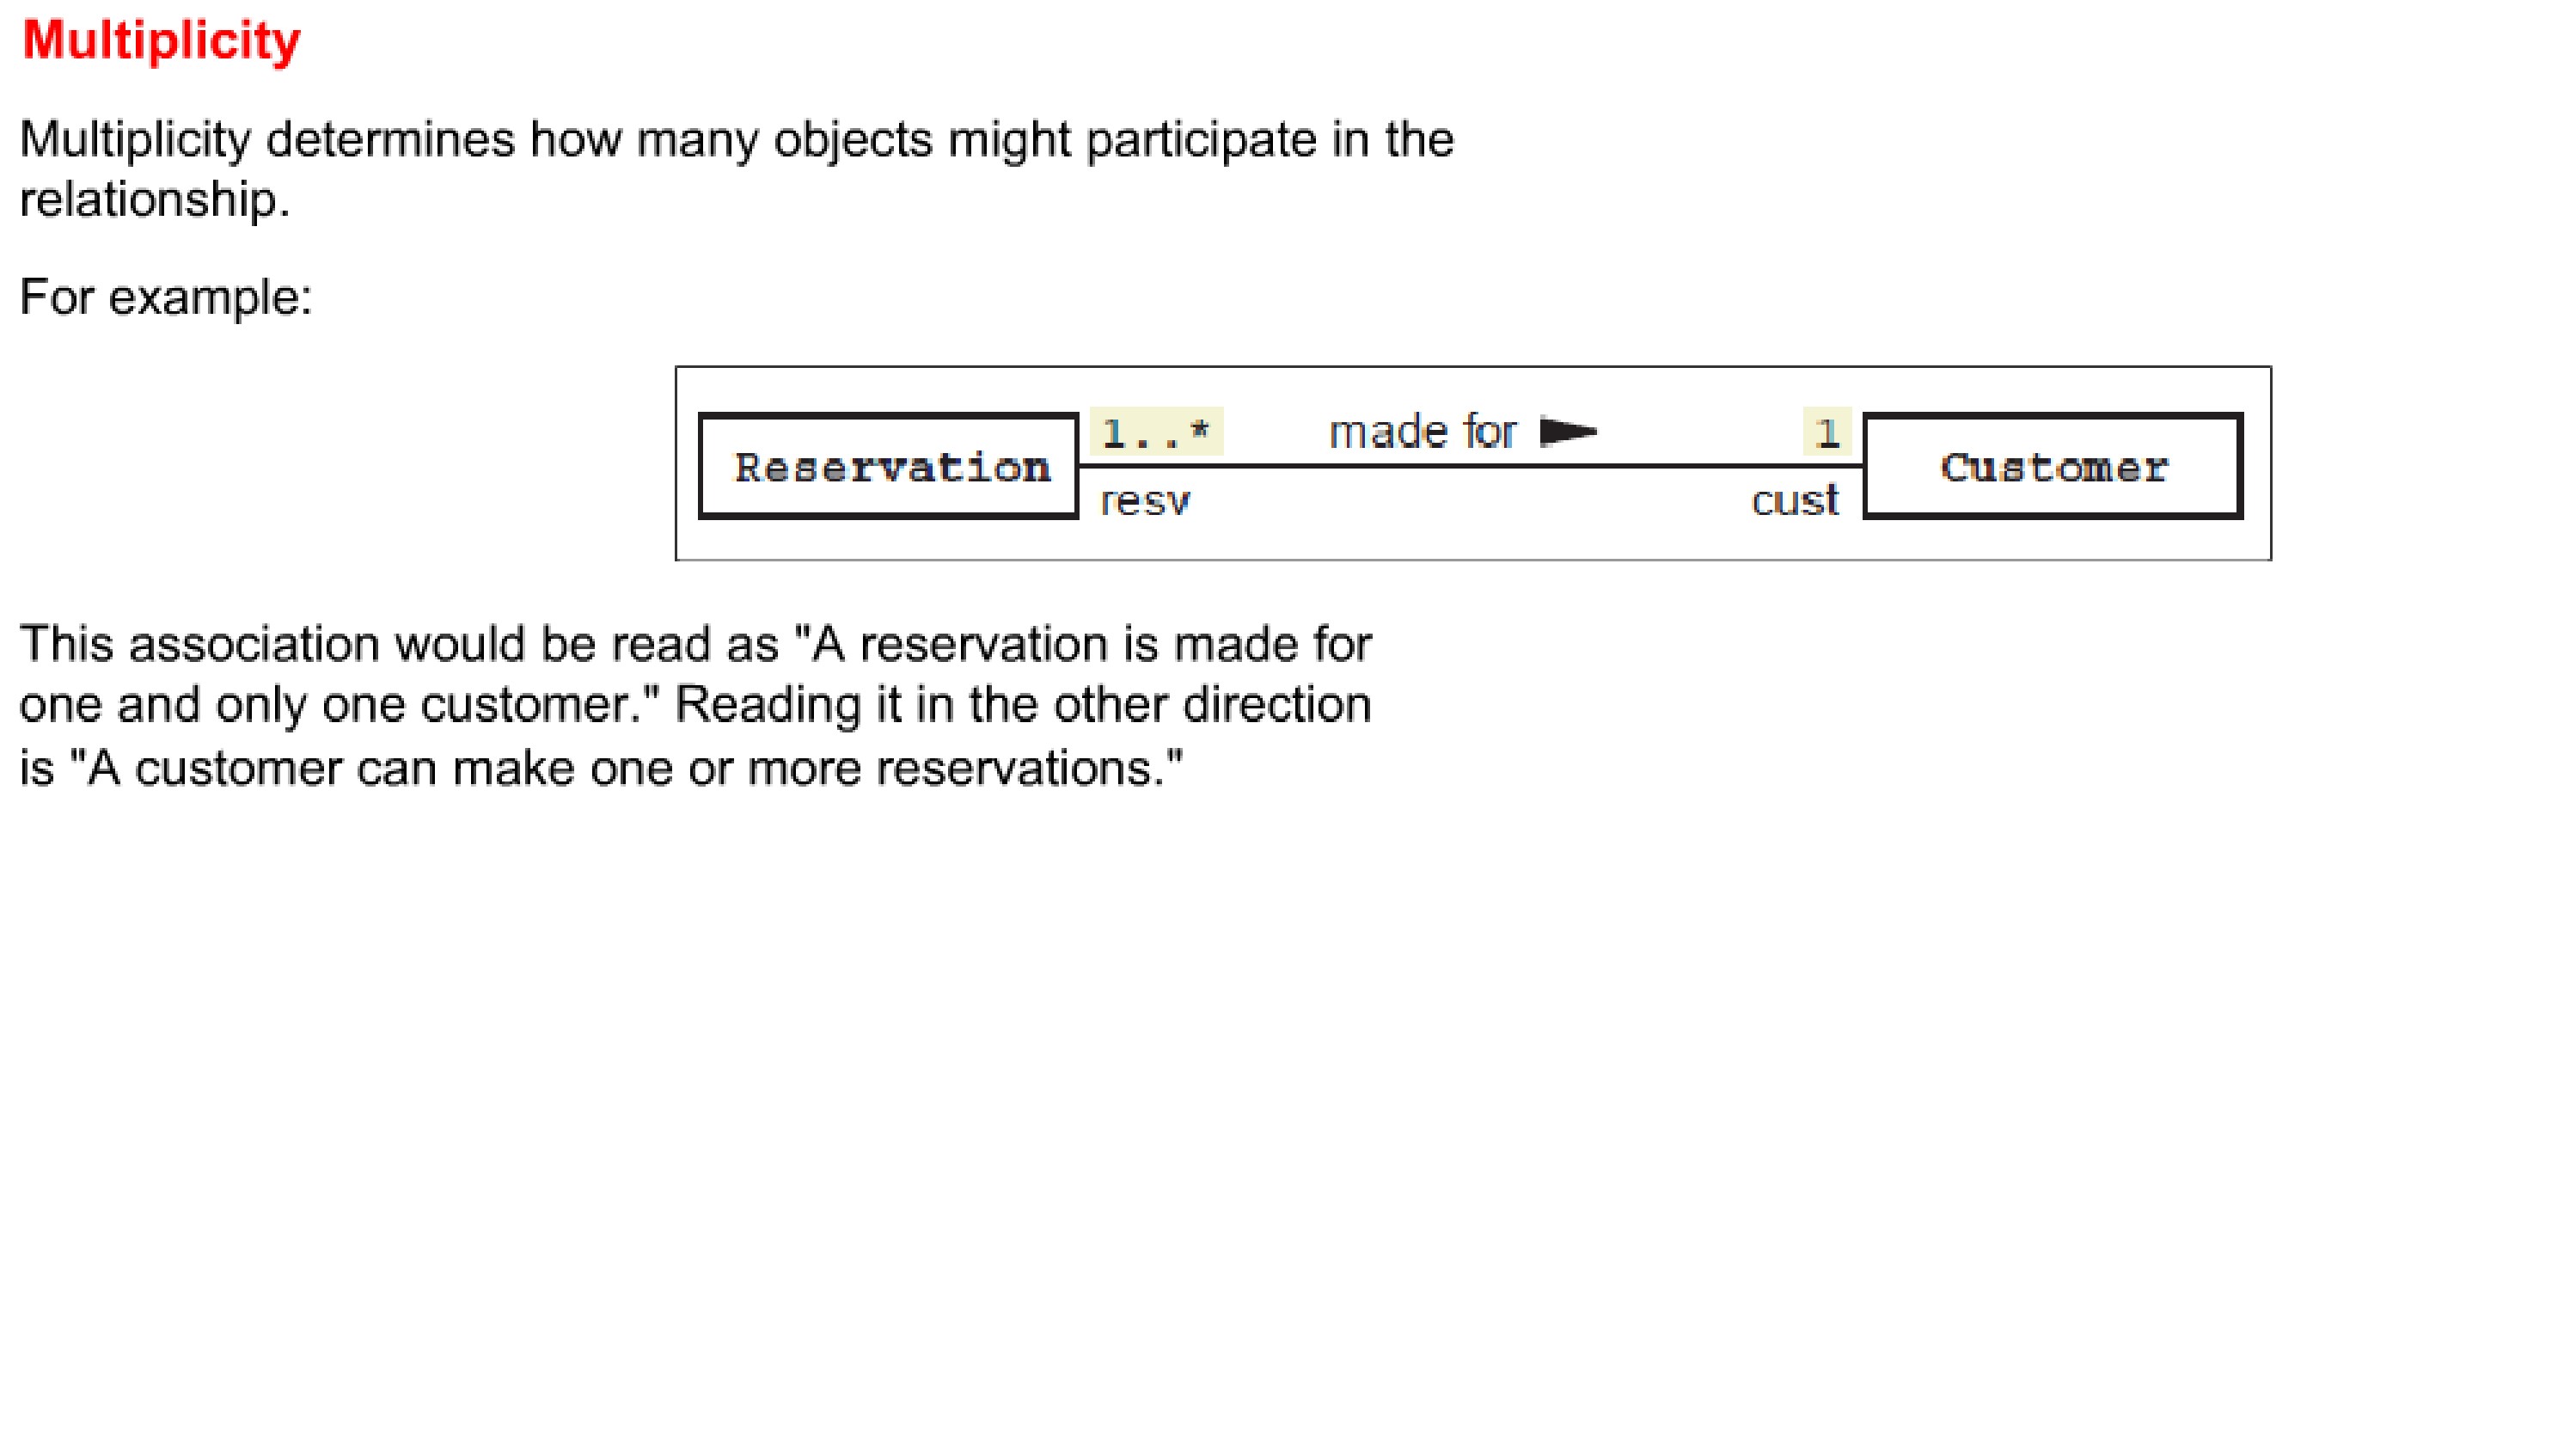 Multiplicity
Multiplicity determines how many objects might participate in the
relationship.
For example:
1..* made for 1
Reservation Customer
resv cust
This association would be read as "A reservation is made for
one and only one customer." Reading it in the other direction
is "A customer can make one or more reservations."